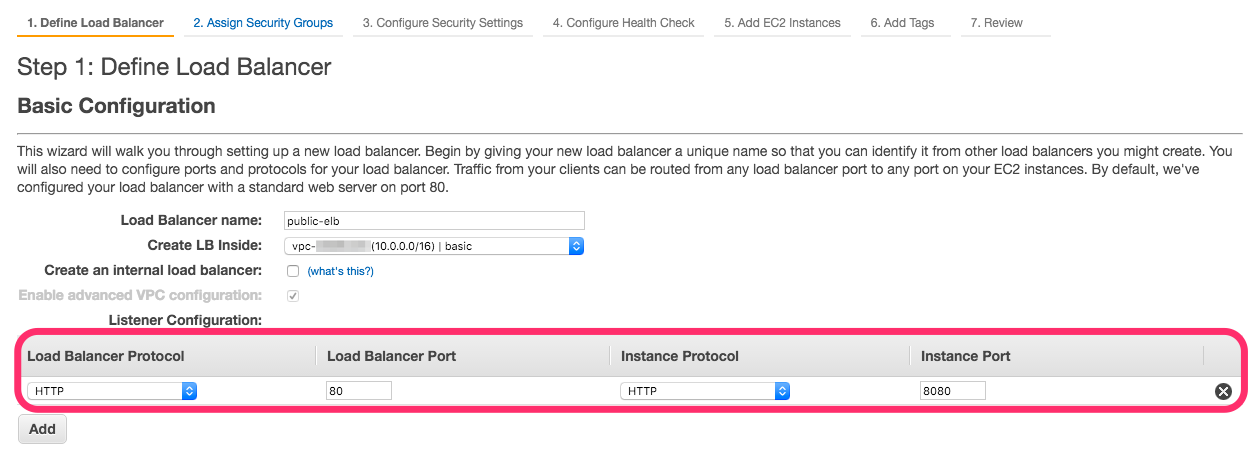 1. Define Load Balancer 2. Assign Security Groups 3. Configure Security Settings 4. Configure Health Check 5. Add EC2 Instances 6. Add Tags 7. Review
Step 1: Define Load Balancer
Basic Configuration
This wizard will walk you through setting up a new load balancer. Begin by giving your new load balancer a unique name so that you can identify it from other load balancers you might create. You
will also need to configure ports and protocols for your load balancer. Traffic from your clients can be routed from any load balancer port to any port on your EC2 instances. By default, we've
configured your load balancer with a standard web server on port 80.
Load Balancer name: public-elb
Create LB Inside: vpc- (10.0.0.0/16) | basic
Create an internal load balancer: (what's this?)
Enable advanced VPC configuration:
Listener Configuration:
Load Balancer Protocol Load Balancer Port Instance Protocol Instance Port
HTTP 80 HTTP 8080
Add